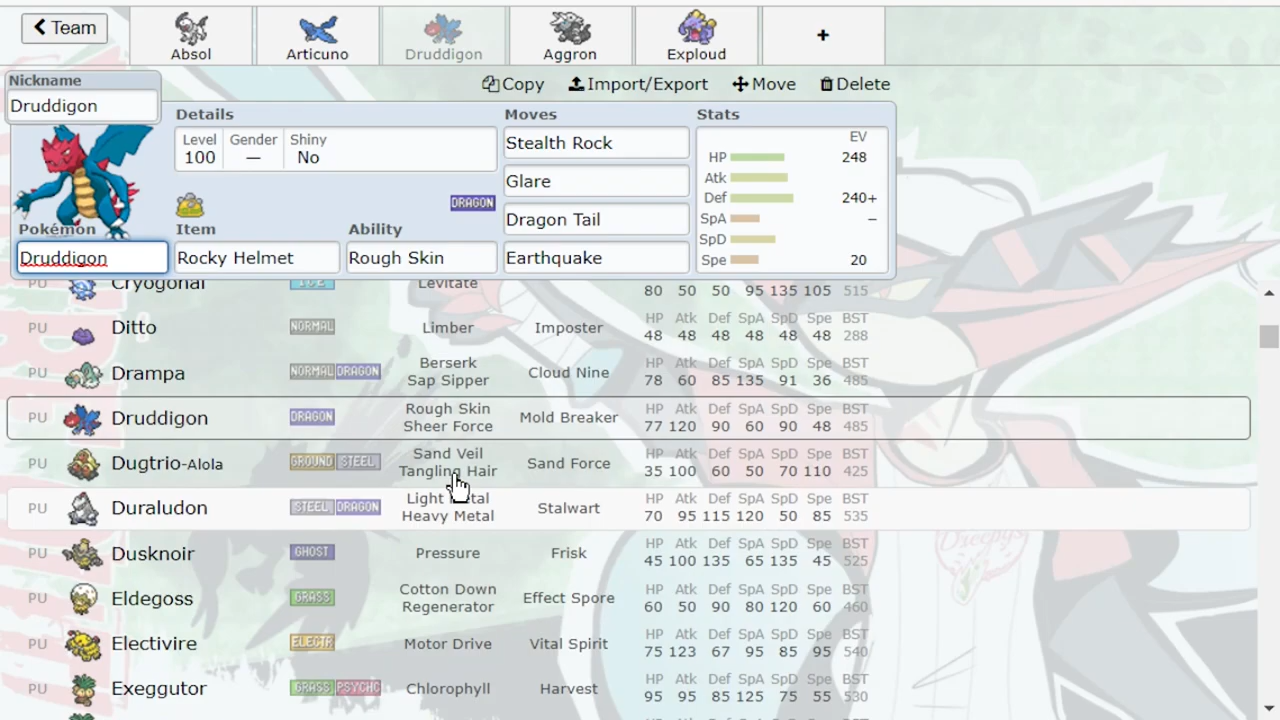 Team
Absol
Articuno
Druddigon
Aggron
Exploud
+
Nickname
Druddigon
Copy
Import/Export
Move
Delete
Details
Level
100
Gender
—
Shiny
No
DRAGON
Pokémon
Druddigon
Item
Rocky Helmet
Ability
Rough Skin
Moves
Stealth Rock
Glare
Dragon Tail
Earthquake
Stats
EV
HP 248
Atk
Def 240+
SpA –
SpD
Spe 20
PU Cryogonal ICE Levitate 80 50 50 95 135 105 515
HP Atk Def SpA SpD Spe BST
PU Ditto NORMAL Limber Imposter 48 48 48 48 48 48 288
Berserk HP Atk Def SpA SpD Spe BST
PU Drampa NORMAL DRAGON Cloud Nine
Sap Sipper 78 60 85 135 91 36 485
Rough Skin HP Atk Def SpA SpD Spe BST
PU Druddigon DRAGON Mold Breaker
Sheer Force 77 120 90 60 90 48 485
Sand Veil HP Atk Def SpA SpD Spe BST
PU Dugtrio-Alola GROUND STEEL Sand Force
Tangling Hair 35 100 60 50 70 110 425
Light Metal HP Atk Def SpA SpD Spe BST
PU Duraludon STEEL DRAGON Stalwart
Heavy Metal 70 95 115 120 50 85 535
HP Atk Def SpA SpD Spe BST
PU Dusknoir GHOST Pressure Frisk 45 100 135 65 135 45 525
Cotton Down HP Atk Def SpA SpD Spe BST
PU Eldegoss GRASS Effect Spore
Regenerator 60 50 90 80 120 60 460
HP Atk Def SpA SpD Spe BST
PU Electivire ELECTR Motor Drive Vital Spirit 75 123 67 95 85 95 540
HP Atk Def SpA SpD Spe BST
PU Exeggutor GRASS PSYCHC Chlorophyll Harvest 95 95 85 125 75 55 530